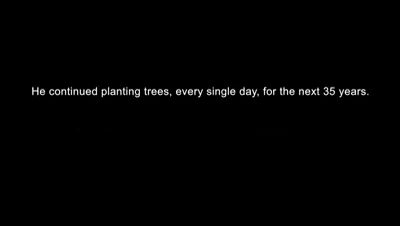 He continued planting trees, every single day, for the next 35 years.